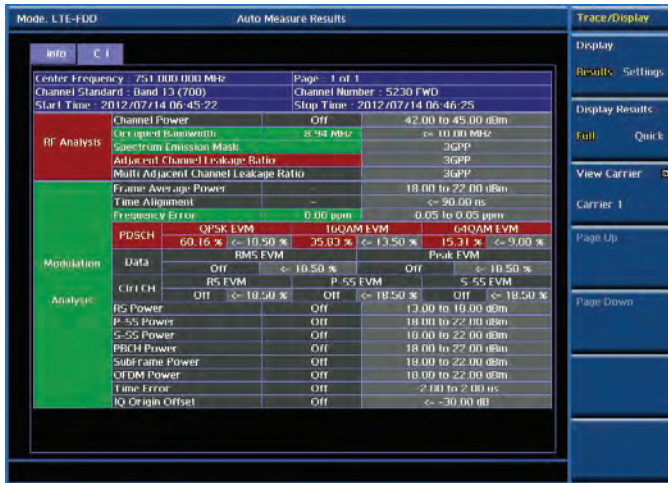 Mode. LTE-FDD Auto Measure Results Trace/Display
Info C 1
Display
Results Settings
Center Frequency : 751.000 000 MHz Page : 1 of 1
Channel Standard : Band 13 (700) Channel Number : 5230 FWD
Start Time : 2012/07/14 06:45:22 Stop Time : 2012/07/14 06:46:25
Display Results
Full Quick
RF Analysis
Channel Power Off 42.00 to 45.00 dBm
Occupied Bandwidth 8.94 MHz <= 10.00 MHz
Spectrum Emission Mask 3GPP
Adjacent Channel Leakage Ratio 3GPP
Multi Adjacent Channel Leakage Ratio 3GPP
View Carrier
Carrier 1
Modulation Analysis
Frame Average Power -- 18.00 to 22.00 dBm
Time Alignment -- <= 90.00 ns
Frequency Error 0.00 ppm -0.05 to 0.05 ppm
PDSCH QPSK EVM 16QAM EVM 64QAM EVM
60.16 % <= 18.50 % 35.83 % <= 13.50 % 15.31 % <= 9.00 %
Page Up
Data RMS EVM Peak EVM
Off <= 18.50 % Off <= 18.50 %
Ctrl CH RS EVM P-SS EVM S-SS EVM
Off <= 18.50 % Off <= 18.50 % Off <= 18.50 %
Page Down
RS Power Off
P-SS Power Off 18.00 to 22.00 dBm
S-SS Power Off 18.00 to 22.00 dBm
PBCH Power Off 18.00 to 22.00 dBm
SubFrame Power Off 18.00 to 22.00 dBm
OFDM Power Off 18.00 to 22.00 dBm
Time Error Off -2.00 to 2.00 us
IQ Origin Offset Off <= -30.00 dB